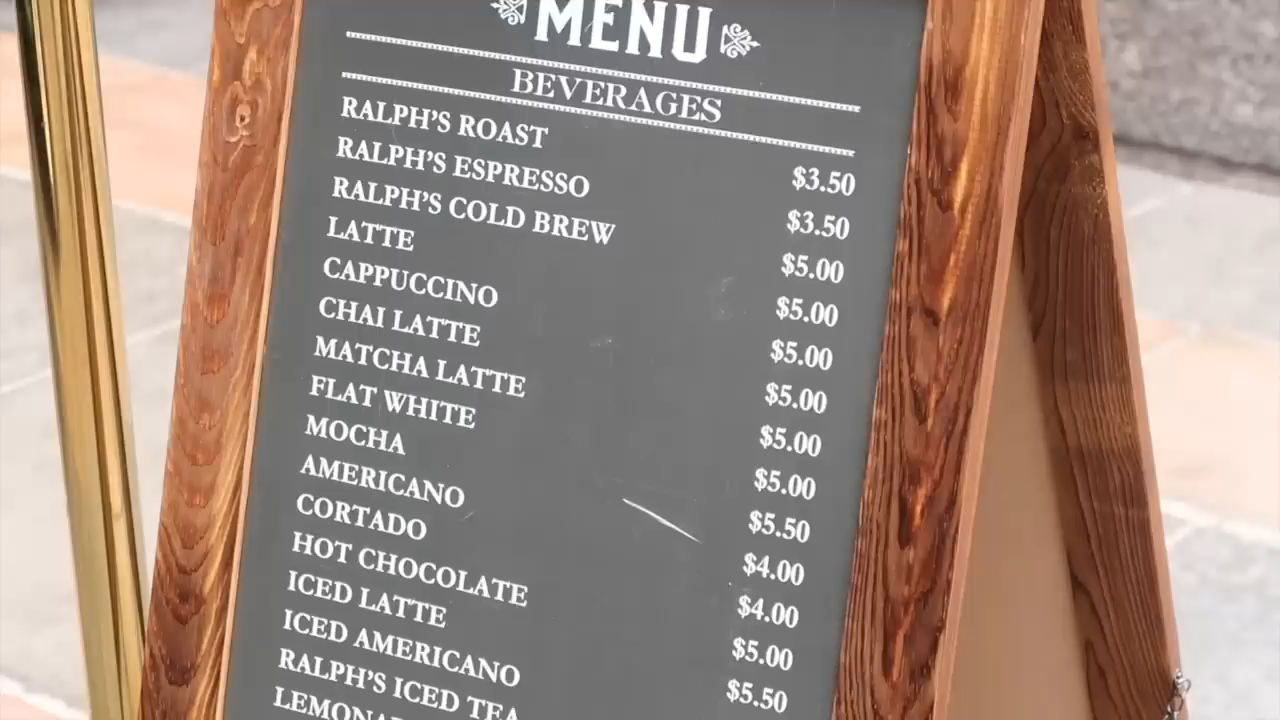 MENU
BEVERAGES
RALPH'S ROAST $3.50
RALPH'S ESPRESSO $3.50
RALPH'S COLD BREW $5.00
LATTE $5.00
CAPPUCCINO $5.00
CHAI LATTE $5.00
MATCHA LATTE $5.00
FLAT WHITE $5.00
MOCHA $5.50
AMERICANO $4.00
CORTADO $4.00
HOT CHOCOLATE $5.00
ICED LATTE $5.50
ICED AMERICANO
RALPH'S ICED TEA
LEMONA